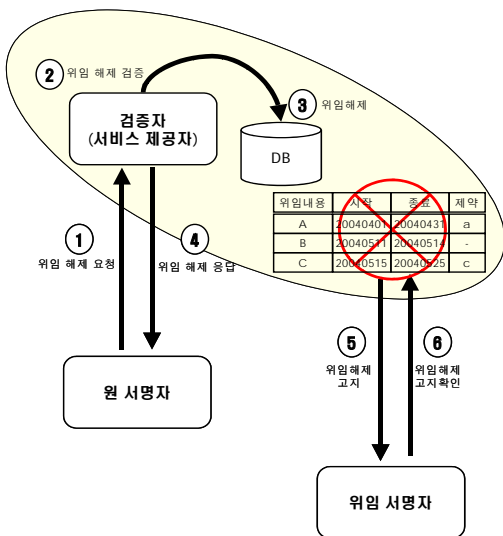 ② 위임 해제 검증
③ 위임해제
검증자
(서비스 제공자)
DB
위임내용 시작 종료 제약
A 20040401 20040431 a
B 20040511 20040514 -
C 20040515 20040525 c
①
위임 해제 요청
④
위임 해제 응답
⑤
위임해제
고지
⑥
위임해제
고지확인
원 서명자
위임 서명자